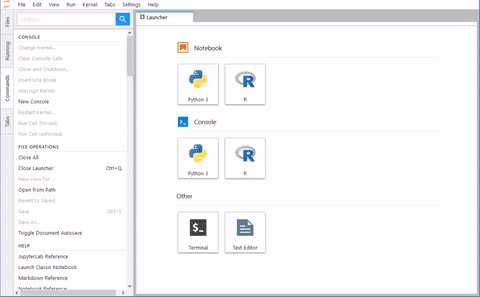 File Edit View Run Kernel Tabs Settings Help
Files
Running
Commands
Tabs
CONSOLE
Change Kernel...
Clear Console Cells
Close and Shutdown...
Insert Line Break
Interrupt Kernel
New Console
Restart Kernel...
Run Cell (forced)
Run Cell (unforced)
FILE OPERATIONS
Close All
Close Launcher Ctrl+Q
New View for
Open from Path
Revert to Saved
Save Ctrl+S
Save As...
Toggle Document Autosave
HELP
JupyterLab Reference
Launch Classic Notebook
Markdown Reference
Notebook Reference
Launcher
Notebook
Python 3
R
Console
Python 3
R
Other
$_
Terminal
Text Editor